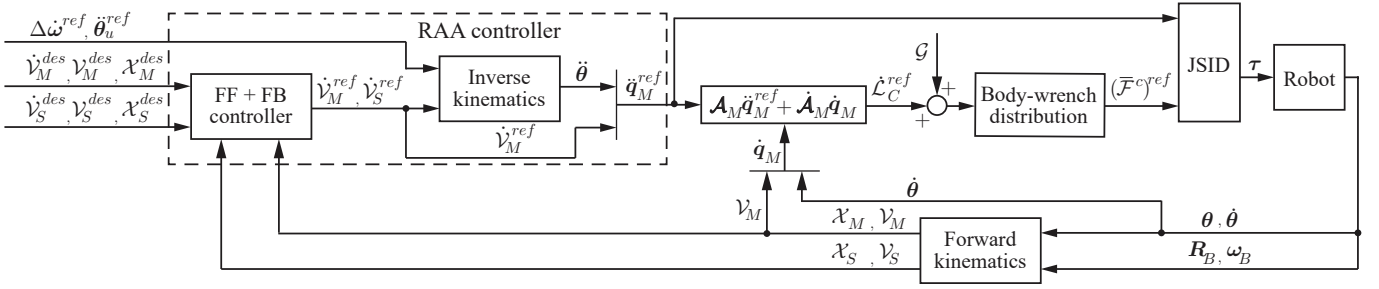 Δω̇^{ref}, θ̈_u^{ref}
RAA controller
𝒱̇_M^{des}, 𝒱_M^{des}, 𝒳_M^{des}
𝒱̇_S^{des}, 𝒱_S^{des}, 𝒳_S^{des}
FF + FB
controller
𝒱̇_M^{ref}, 𝒱̇_S^{ref}
Inverse
kinematics
θ̈
𝒱̇_M^{ref}
q̈_M^{ref}
𝓐_M q̈_M^{ref} + 𝓐̇_M q̇_M
q̇_M
ℒ̇_C^{ref}
𝒢
+
+
Body-wrench
distribution
(ℱ̅^c)^{ref}
JSID
τ
Robot
θ̇
𝒱_M
𝒳_M, 𝒱_M
𝒳_S, 𝒱_S
Forward
kinematics
θ, θ̇
R_B, ω_B